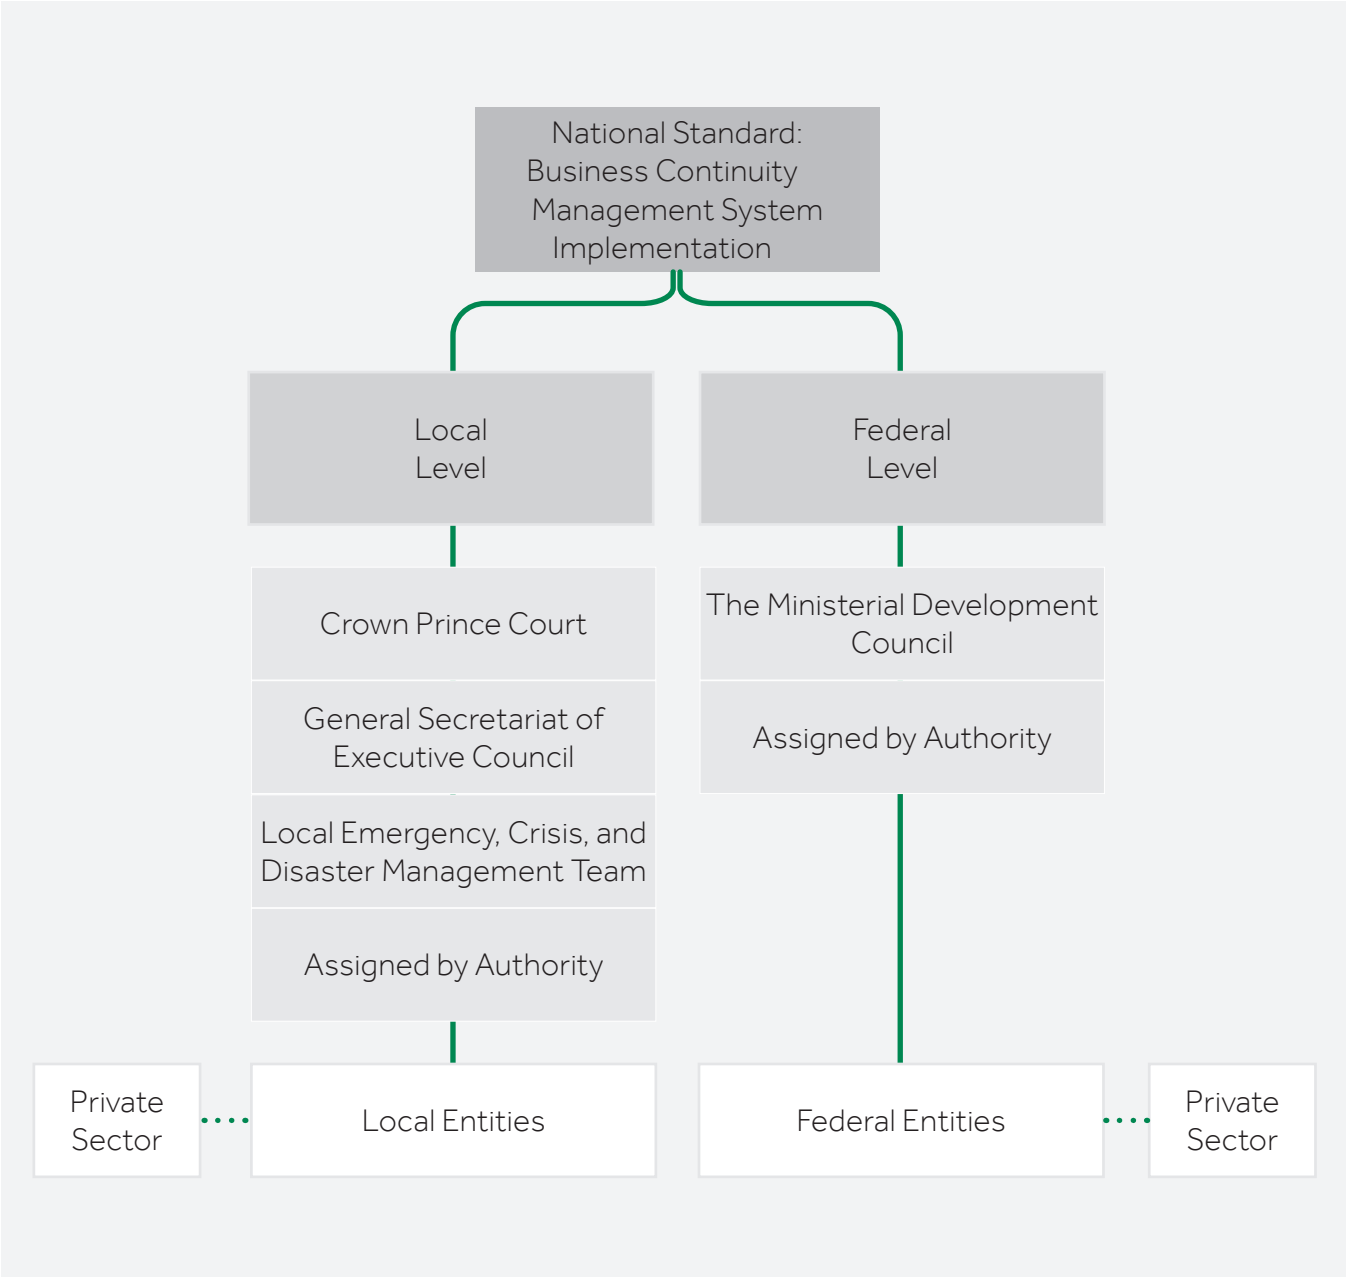 National Standard:
Business Continuity
Management System
Implementation
Local
Level
Federal
Level
Crown Prince Court
The Ministerial Development
Council
General Secretariat of
Executive Council
Assigned by Authority
Local Emergency, Crisis, and
Disaster Management Team
Assigned by Authority
Private
Sector
Local Entities
Federal Entities
Private
Sector